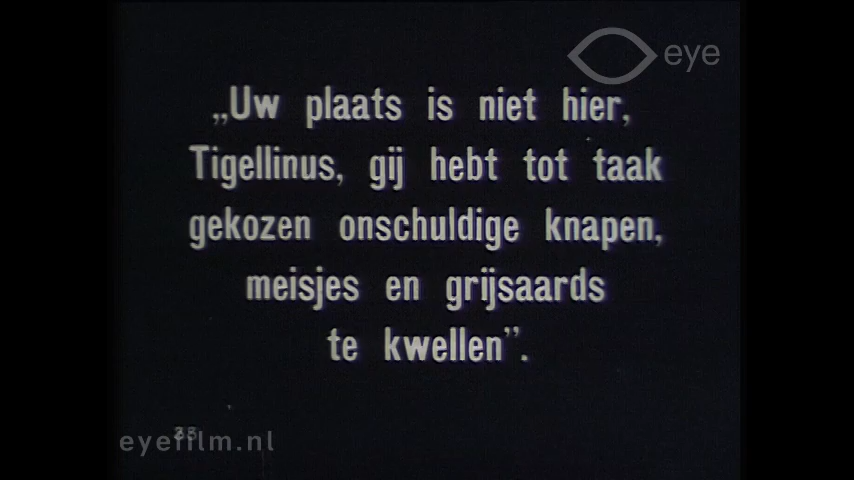 eye
„Uw plaats is niet hier,
Tigellinus, gij hebt tot taak
gekozen onschuldige knapen,
meisjes en grijsaards
te kwellen”.
33
eyefilm.nl